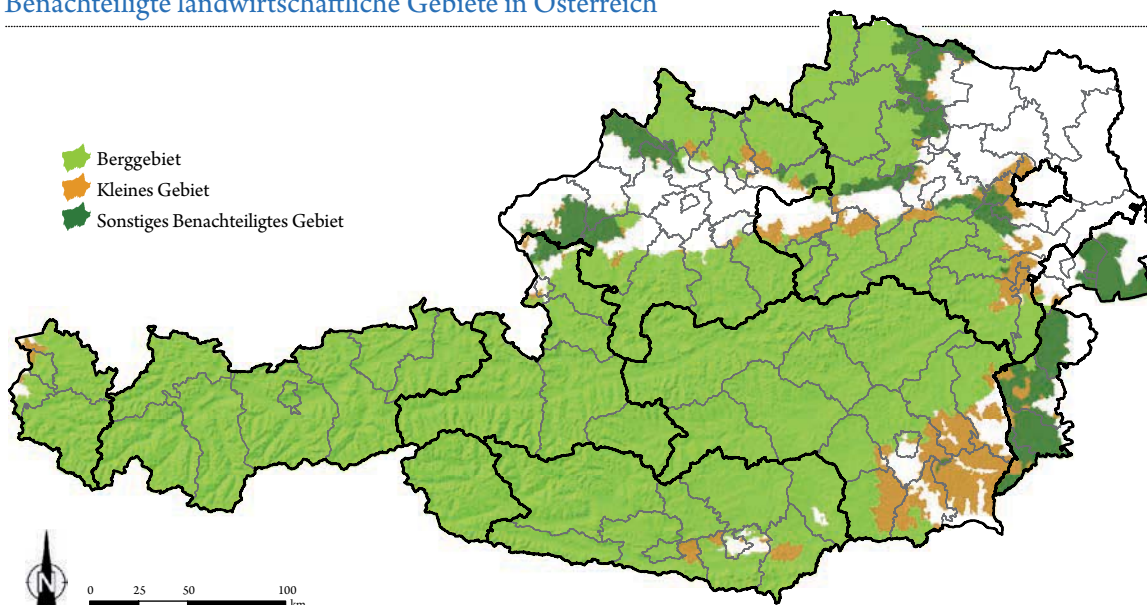 Benachteiligte landwirtschaftliche Gebiete in Österreich
Berggebiet
Kleines Gebiet
Sonstiges Benachteiligtes Gebiet
N
0 25 50 100
km